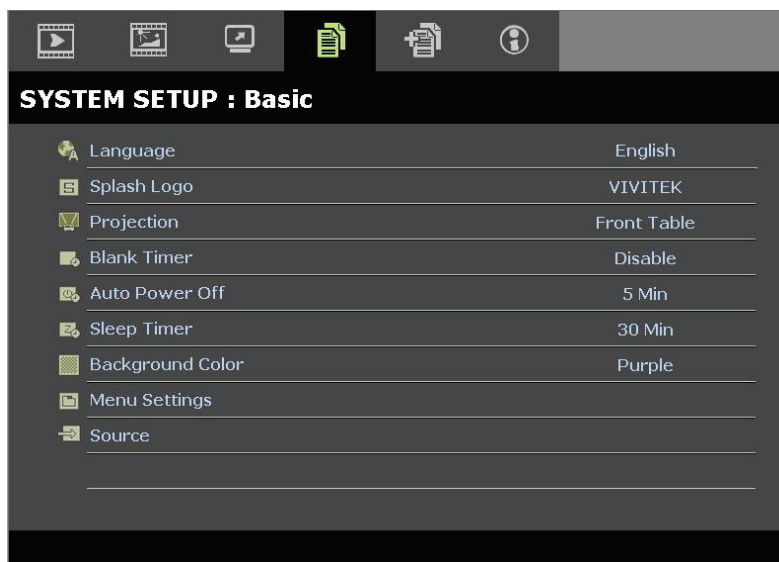 SYSTEM SETUP : Basic
Language English
Splash Logo VIVITEK
Projection Front Table
Blank Timer Disable
Auto Power Off 5 Min
Sleep Timer 30 Min
Background Color Purple
Menu Settings
Source